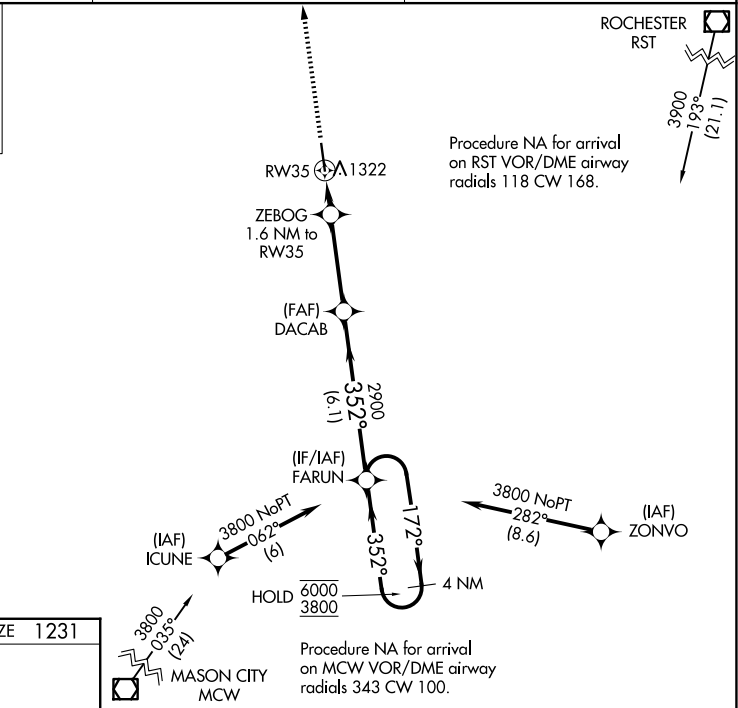 ROCHESTER
RST
3900
193°
(21.1)
Procedure NA for arrival
on RST VOR/DME airway
radials 118 CW 168.
RW35
1322
ZEBOG
1.6 NM to
RW35
(FAF)
DACAB
2900
352°
(6.1)
(IF/IAF)
FARUN
172°
352°
4 NM
3800 NoPT
282°
(8.6)
(IAF)
ZONVO
(IAF)
ICUNE
3800 NoPT
062°
(6)
HOLD
6000
3800
3800
035°
(24)
ZE 1231
MASON CITY
MCW
Procedure NA for arrival
on MCW VOR/DME airway
radials 343 CW 100.